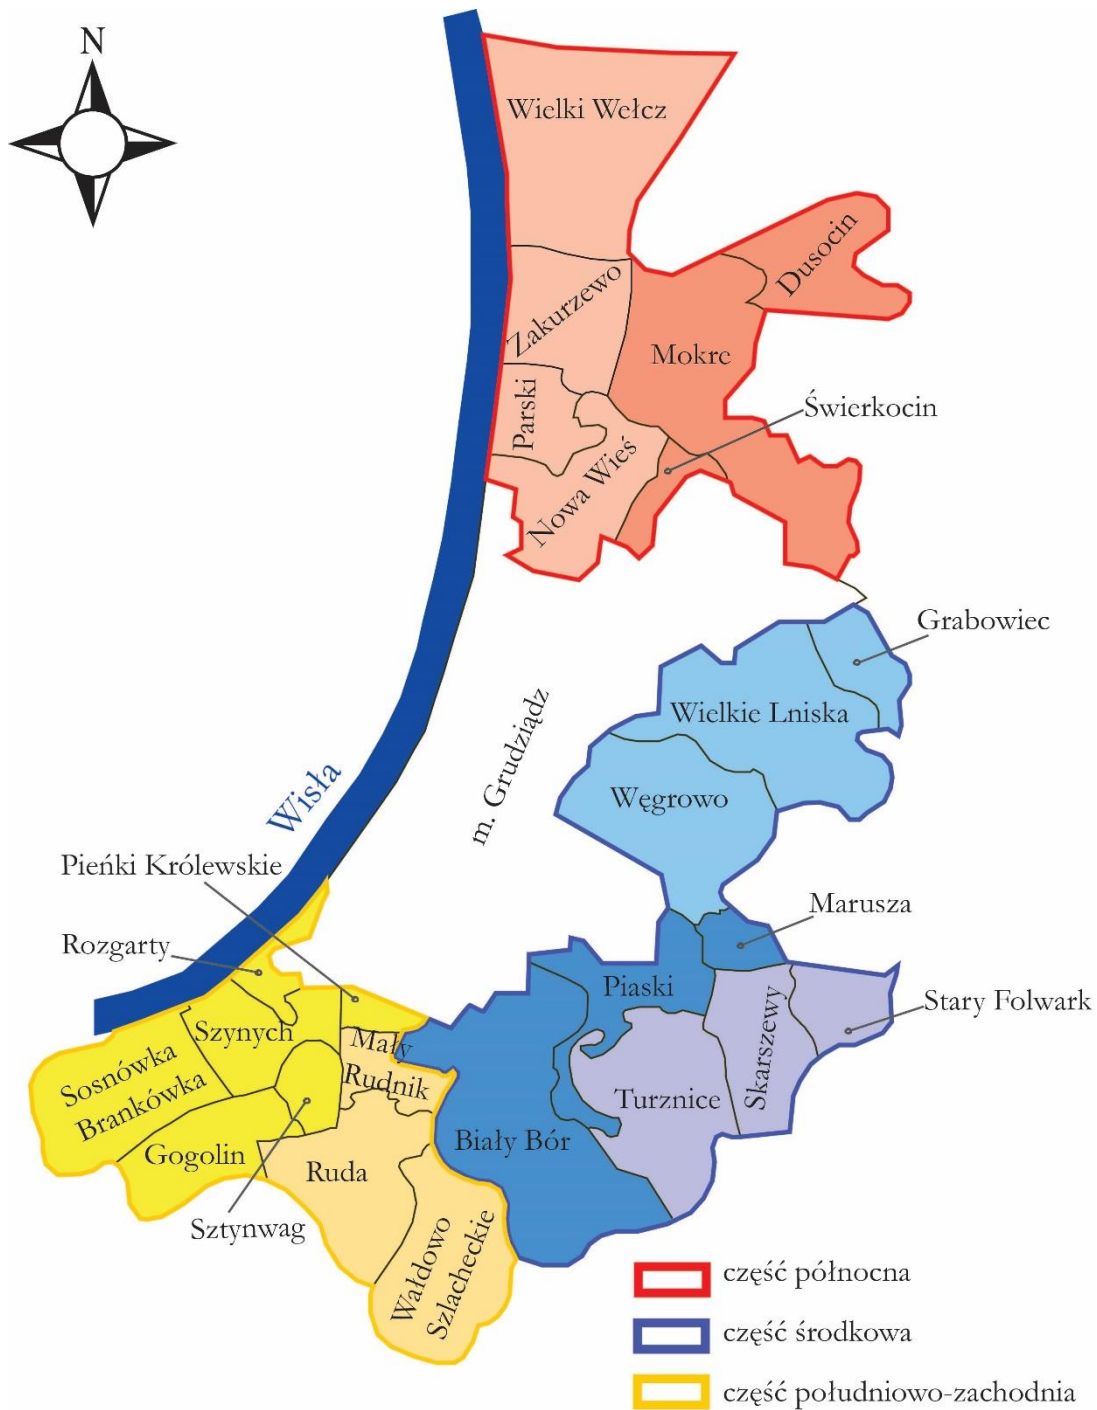 N
Wielki Wełcz
Dusocin
Zakurzewo
Mokre
Parski
Świerkocin
Nowa Wieś
Grabowiec
Wielkie Lniska
m. Grudziądz
Węgrowo
Wisła
Pieńki Królewskie
Marusza
Rozgarty
Piaski
Stary Folwark
Szynych
Mały
Rudnik
Skarszewy
Sosnówka
Brankówka
Turznice
Gogolin
Biały Bór
Ruda
Sztynwag
Wałdowo
Szlacheckie
część północna
część środkowa
część południowo-zachodnia